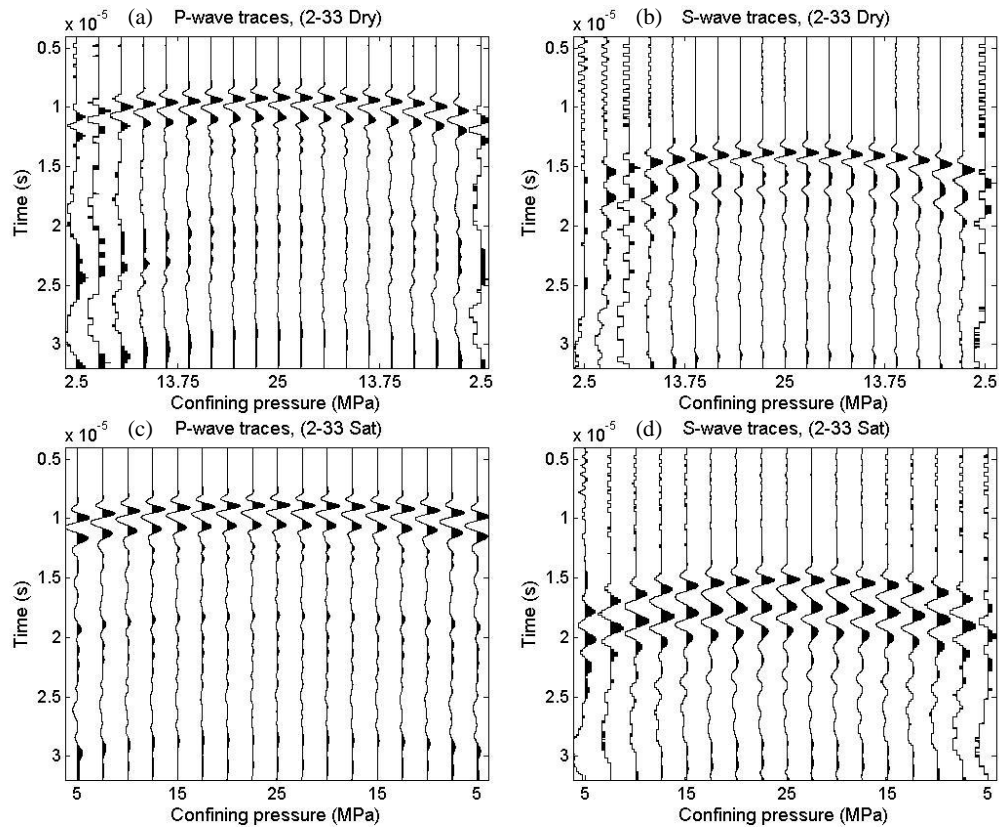 x 10^-5 (a) P-wave traces, (2-33 Dry)
0.5
1
1.5
2
2.5
3
Time (s)
2.5 13.75 25 13.75 2.5
Confining pressure (MPa)
x 10^-5 (b) S-wave traces, (2-33 Dry)
0.5
1
1.5
2
2.5
3
Time (s)
2.5 13.75 25 13.75 2.5
Confining pressure (MPa)
x 10^-5 (c) P-wave traces, (2-33 Sat)
0.5
1
1.5
2
2.5
3
Time (s)
5 15 25 15 5
Confining pressure (MPa)
x 10^-5 (d) S-wave traces, (2-33 Sat)
0.5
1
1.5
2
2.5
3
Time (s)
5 15 25 15 5
Confining pressure (MPa)